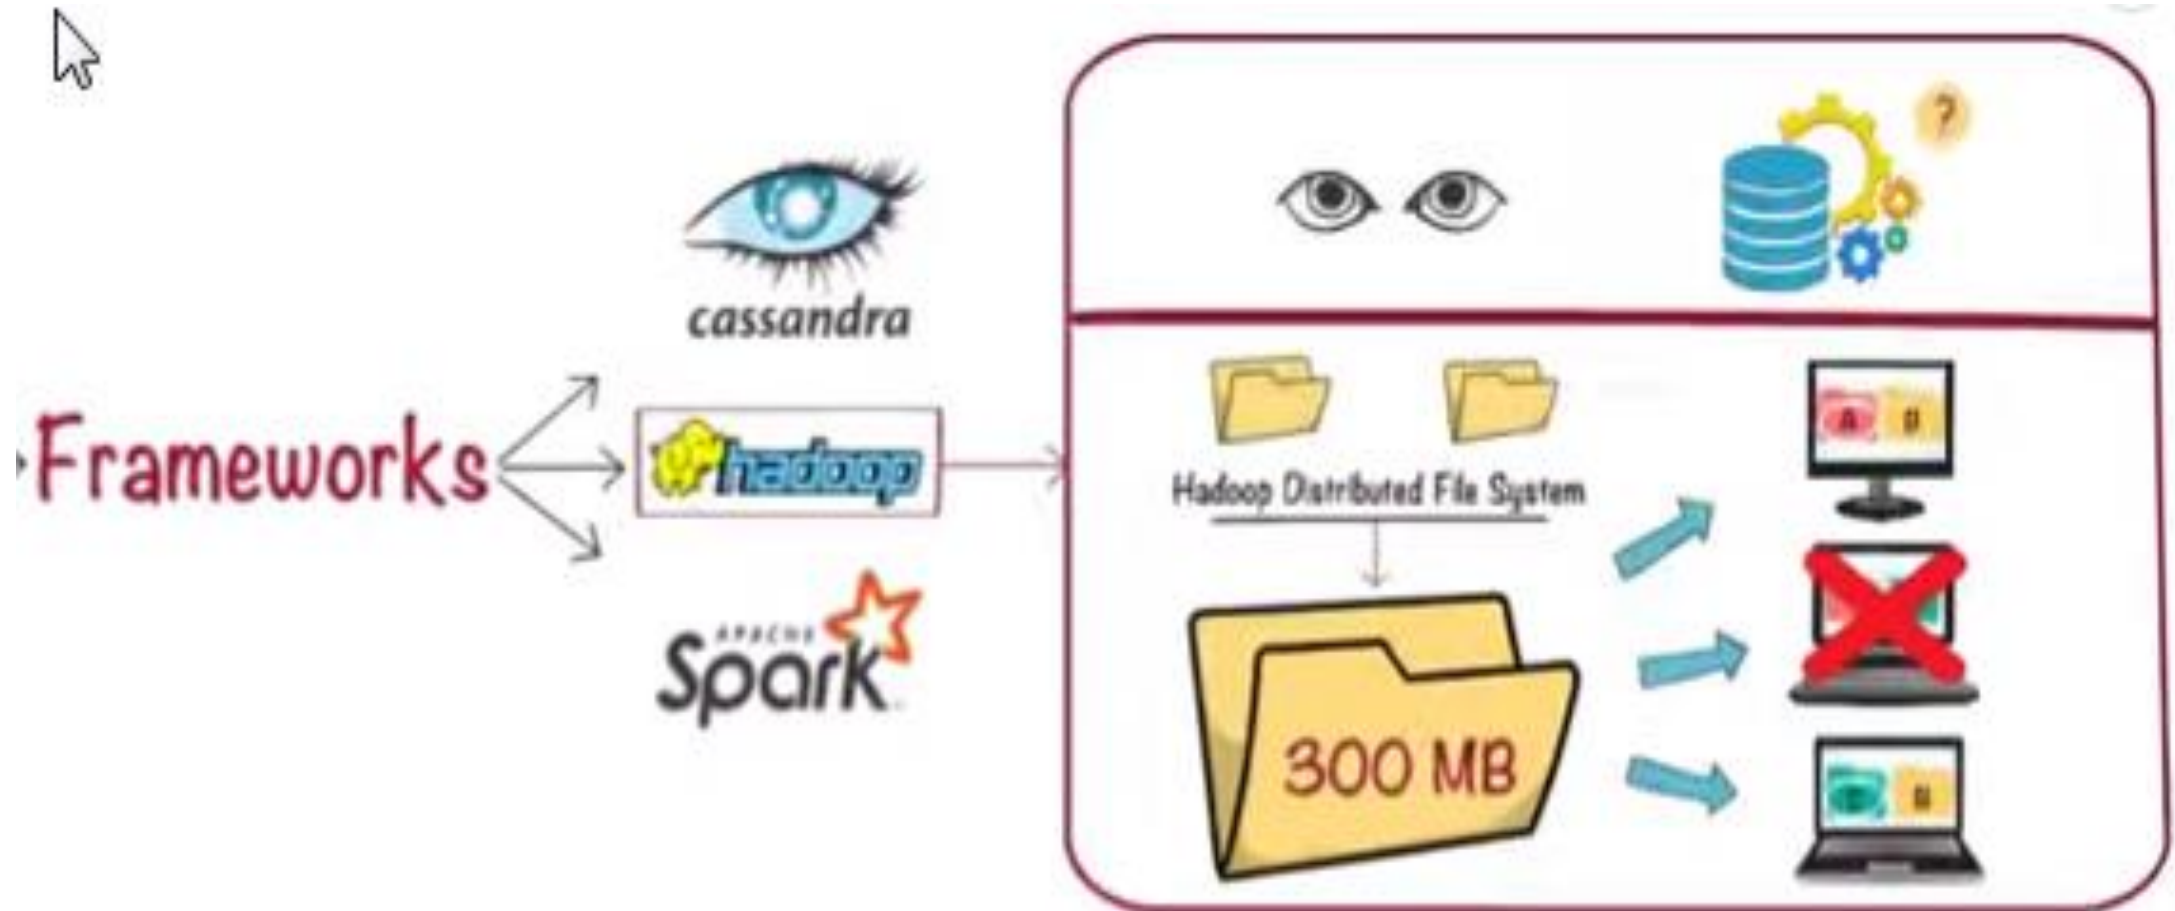 Frameworks
cassandra
hadoop
APACHE
Spark
?
Hadoop Distributed File System
300 MB
A B
C B